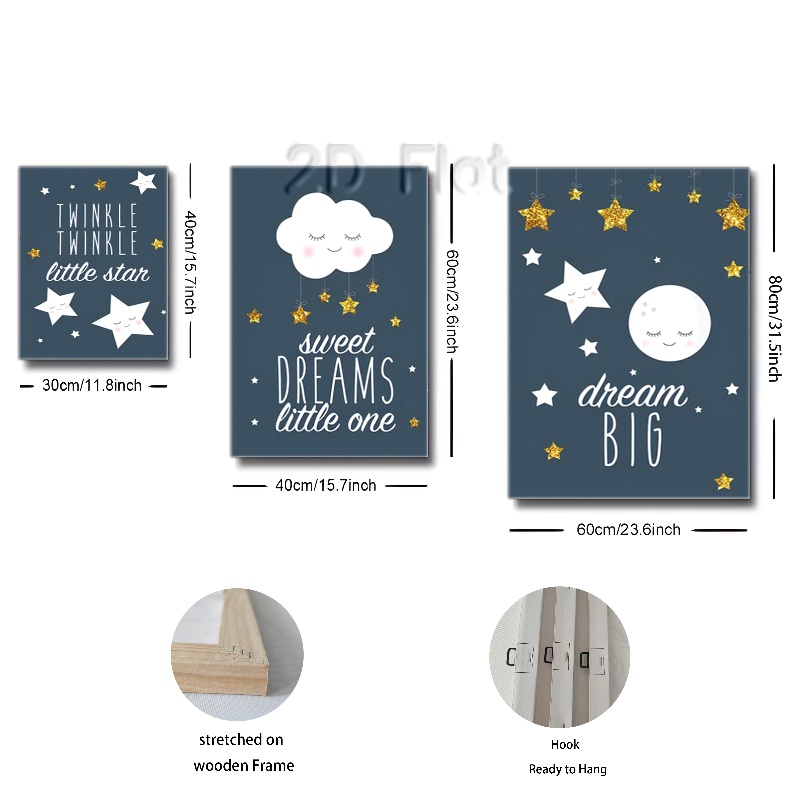 2D Flat
TWINKLE
TWINKLE
little star
40cm/15.7inch
30cm/11.8inch
sweet
DREAMS
little one
60cm/23.6inch
40cm/15.7inch
dream
BIG
80cm/31.5inch
60cm/23.6inch
stretched on
wooden Frame
Hook
Ready to Hang